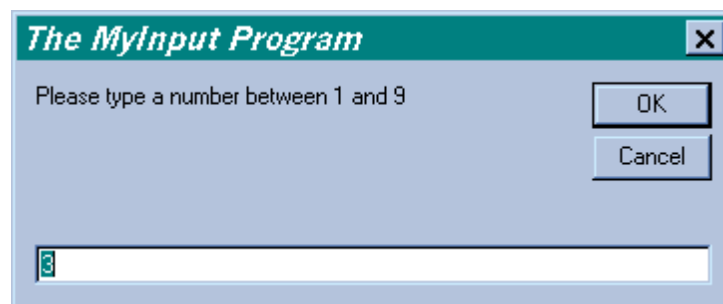 The MyInput Program
Please type a number between 1 and 9
OK
Cancel
3